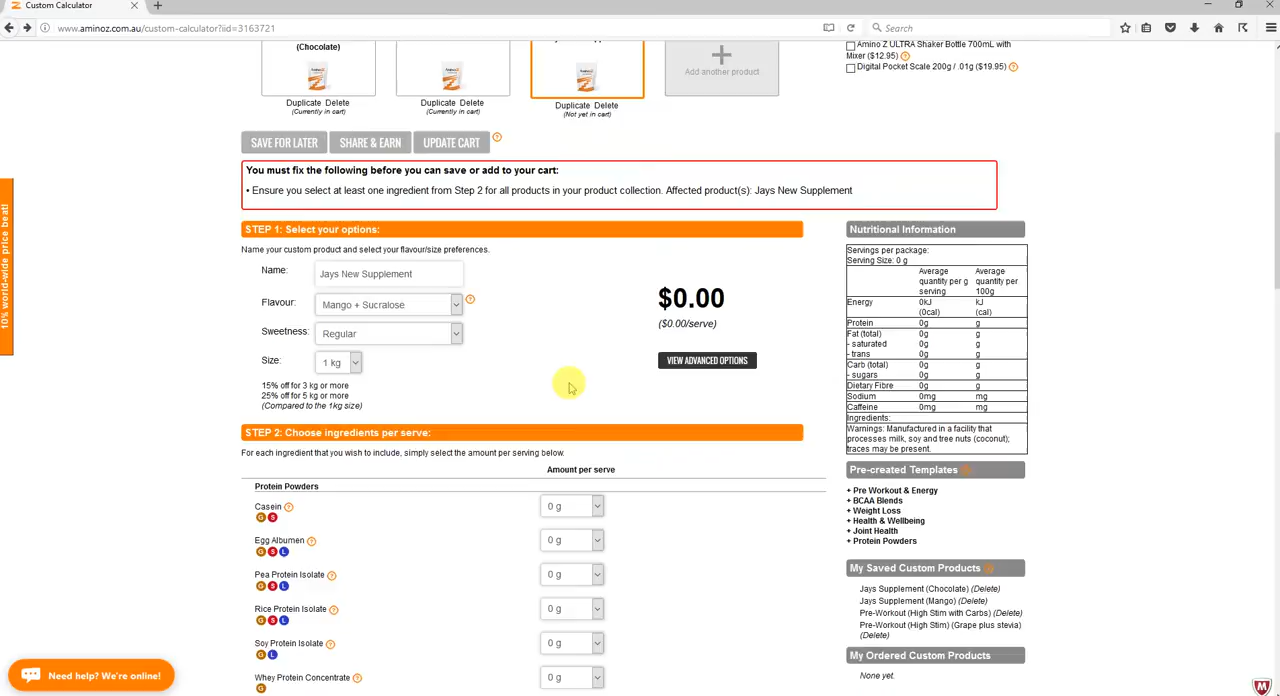 Custom Calculator
www.aminoz.com.au/custom-calculator?iid=3163721
Search
(Chocolate)
Duplicate Delete
(Currently in cart)
Duplicate Delete
(Currently in cart)
Duplicate Delete
(Not yet in cart)
Add another product
Amino Z ULTRA Shaker Bottle 700mL with
Mixer ($12.95)
Digital Pocket Scale 200g / .01g ($19.95)
SAVE FOR LATER
SHARE & EARN
UPDATE CART
You must fix the following before you can save or add to your cart:
• Ensure you select at least one ingredient from Step 2 for all products in your product collection. Affected product(s): Jays New Supplement
10% world-wide price beat!
STEP 1: Select your options:
Name your custom product and select your flavour/size preferences.
Name: Jays New Supplement
Flavour: Mango + Sucralose
Sweetness: Regular
Size: 1 kg
15% off for 3 kg or more
25% off for 5 kg or more
(Compared to the 1kg size)
$0.00
($0.00/serve)
VIEW ADVANCED OPTIONS
STEP 2: Choose ingredients per serve:
For each ingredient that you wish to include, simply select the amount per serving below.
Amount per serve
Protein Powders
Casein 0 g
G S
Egg Albumen 0 g
G S L
Pea Protein Isolate 0 g
G S L
Rice Protein Isolate 0 g
G S L
Soy Protein Isolate 0 g
G L
Whey Protein Concentrate 0 g
G
Nutritional Information
Servings per package:
Serving Size: 0 g
Average quantity per g serving
Average quantity per 100g
Energy 0kJ (0cal) kJ (cal)
Protein 0g g
Fat (total) 0g g
- saturated 0g g
- trans 0g g
Carb (total) 0g g
- sugars 0g g
Dietary Fibre 0g g
Sodium 0mg mg
Caffeine 0mg mg
Ingredients:
Warnings: Manufactured in a facility that
processes milk, soy and tree nuts (coconut);
traces may be present.
Pre-created Templates
+ Pre Workout & Energy
+ BCAA Blends
+ Weight Loss
+ Health & Wellbeing
+ Joint Health
+ Protein Powders
My Saved Custom Products
Jays Supplement (Chocolate) (Delete)
Jays Supplement (Mango) (Delete)
Pre-Workout (High Stim with Carbs) (Delete)
Pre-Workout (High Stim) (Grape plus stevia)
(Delete)
My Ordered Custom Products
None yet.
Need help? We're online!